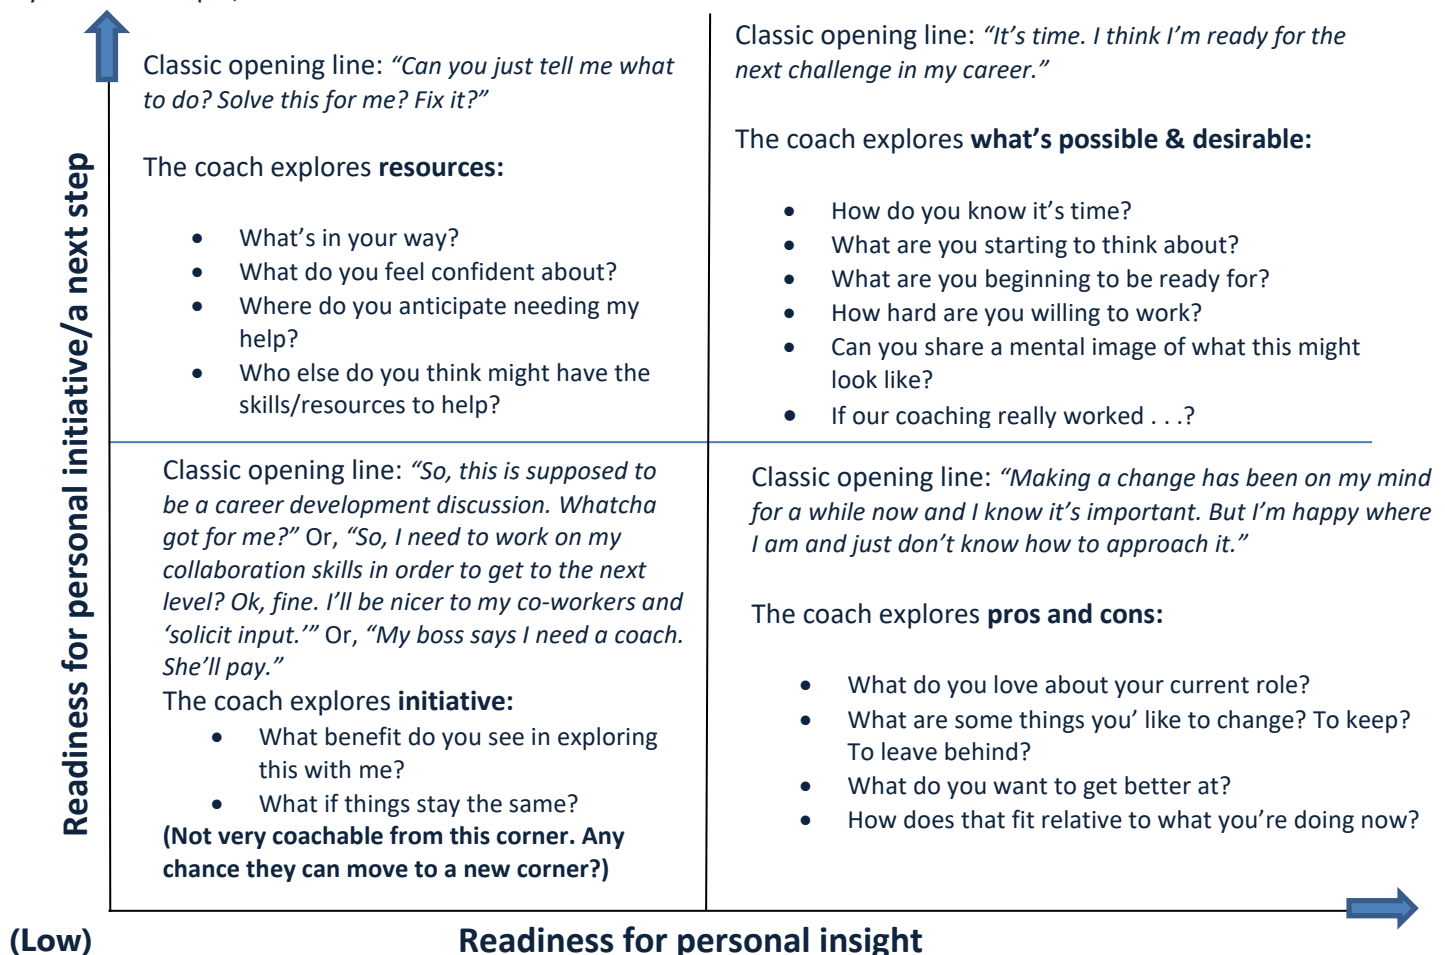 Readiness for personal initiative/a next step
Classic opening line: “Can you just tell me what
to do? Solve this for me? Fix it?”
The coach explores resources:
• What’s in your way?
• What do you feel confident about?
• Where do you anticipate needing my
help?
• Who else do you think might have the
skills/resources to help?
Classic opening line: “It’s time. I think I’m ready for the
next challenge in my career.”
The coach explores what’s possible & desirable:
• How do you know it’s time?
• What are you starting to think about?
• What are you beginning to be ready for?
• How hard are you willing to work?
• Can you share a mental image of what this might
look like?
• If our coaching really worked . . .?
Classic opening line: “So, this is supposed to
be a career development discussion. Whatcha
got for me?” Or, “So, I need to work on my
collaboration skills in order to get to the next
level? Ok, fine. I’ll be nicer to my co-workers and
‘solicit input.’” Or, “My boss says I need a coach.
She’ll pay.”
The coach explores initiative:
• What benefit do you see in exploring
this with me?
• What if things stay the same?
(Not very coachable from this corner. Any
chance they can move to a new corner?)
Classic opening line: “Making a change has been on my mind
for a while now and I know it’s important. But I’m happy where
I am and just don’t know how to approach it.”
The coach explores pros and cons:
• What do you love about your current role?
• What are some things you’ like to change? To keep?
To leave behind?
• What do you want to get better at?
• How does that fit relative to what you’re doing now?
(Low)
Readiness for personal insight